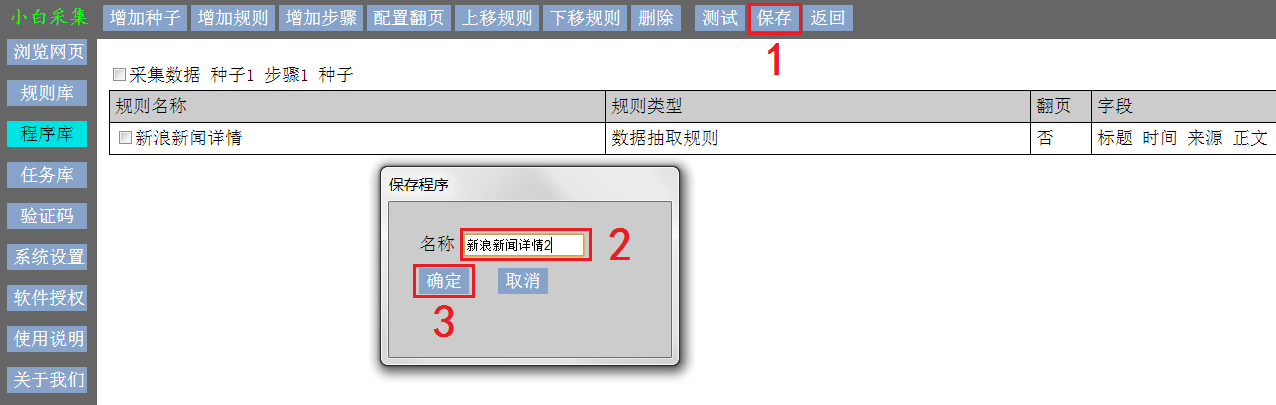 小白采集 增加种子 增加规则 增加步骤 配置翻页 上移规则 下移规则 删除 测试 保存 返回
1
浏览网页
规则库
程序库
任务库
验证码
系统设置
软件授权
使用说明
关于我们
采集数据 种子1 步骤1 种子
规则名称 规则类型 翻页 字段
新浪新闻详情 数据抽取规则 否 标题 时间 来源 正文
保存程序
名称 新浪新闻详情2 2
确定 取消
3